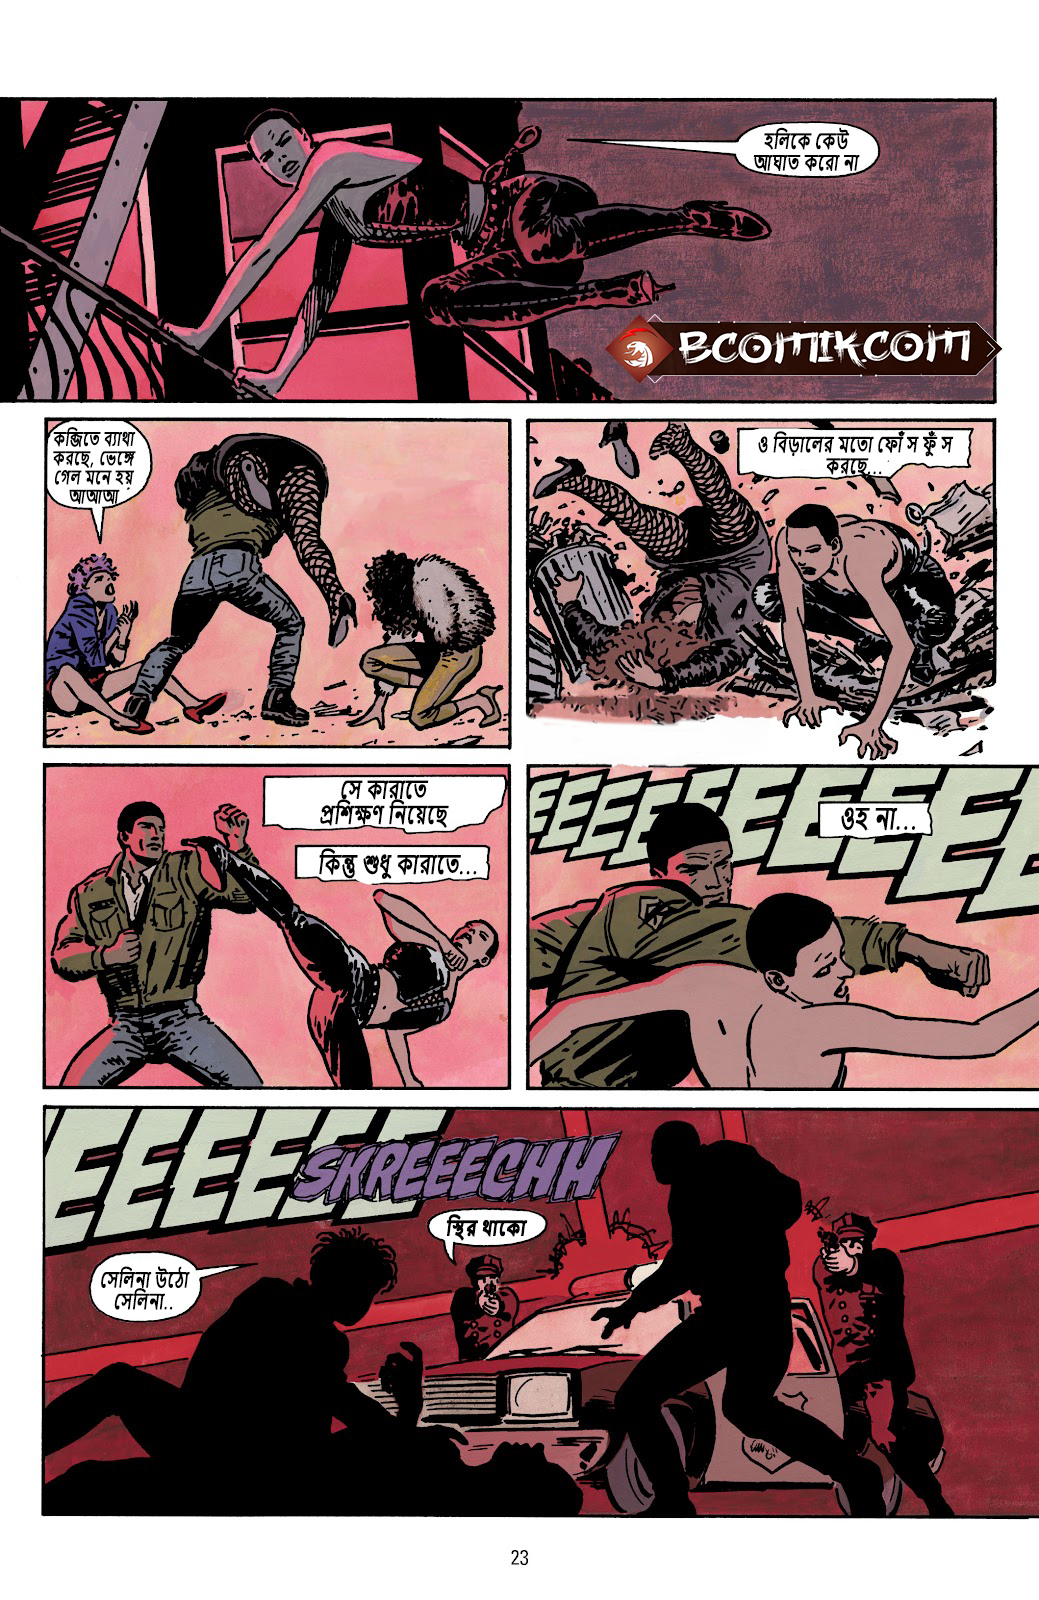 হলিকে কেউ
আঘাত করো না
BCOMIK.COM
কব্জিতে ব্যাথা
করছে, ভেঙ্গে
গেল মনে হয়
আআআ
ও বিড়ালের মতো ফোঁস ফুঁস
করছে...
সে কারাতে
প্রশিক্ষণ নিয়েছে
কিন্তু শুধু কারাতে...
EEEEEEEEEE
ওহ না...
EEEEEE
SKREEECHH
স্থির থাকো
সেলিনা উঠো
সেলিনা..
23